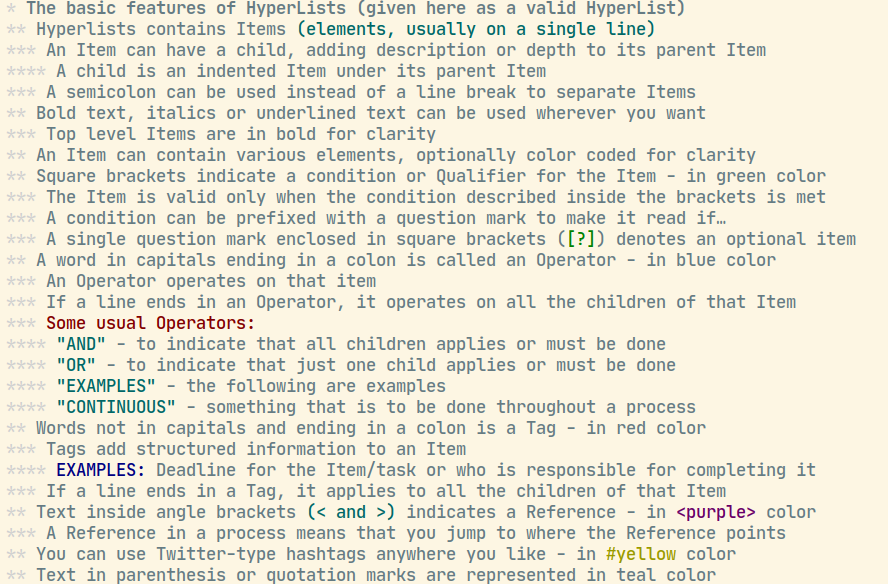 * The basic features of HyperLists (given here as a valid HyperList)
** Hyperlists contains Items (elements, usually on a single line)
*** An Item can have a child, adding description or depth to its parent Item
**** A child is an indented Item under its parent Item
*** A semicolon can be used instead of a line break to separate Items
** Bold text, italics or underlined text can be used wherever you want
*** Top level Items are in bold for clarity
** An Item can contain various elements, optionally color coded for clarity
** Square brackets indicate a condition or Qualifier for the Item - in green color
*** The Item is valid only when the condition described inside the brackets is met
*** A condition can be prefixed with a question mark to make it read if…
*** A single question mark enclosed in square brackets ([?]) denotes an optional item
** A word in capitals ending in a colon is called an Operator - in blue color
*** An Operator operates on that item
*** If a line ends in an Operator, it operates on all the children of that Item
*** Some usual Operators:
**** "AND" - to indicate that all children applies or must be done
**** "OR" - to indicate that just one child applies or must be done
**** "EXAMPLES" - the following are examples
**** "CONTINUOUS" - something that is to be done throughout a process
** Words not in capitals and ending in a colon is a Tag - in red color
*** Tags add structured information to an Item
**** EXAMPLES: Deadline for the Item/task or who is responsible for completing it
*** If a line ends in a Tag, it applies to all the children of that Item
** Text inside angle brackets (< and >) indicates a Reference - in <purple> color
*** A Reference in a process means that you jump to where the Reference points
** You can use Twitter-type hashtags anywhere you like - in #yellow color
** Text in parenthesis or quotation marks are represented in teal color